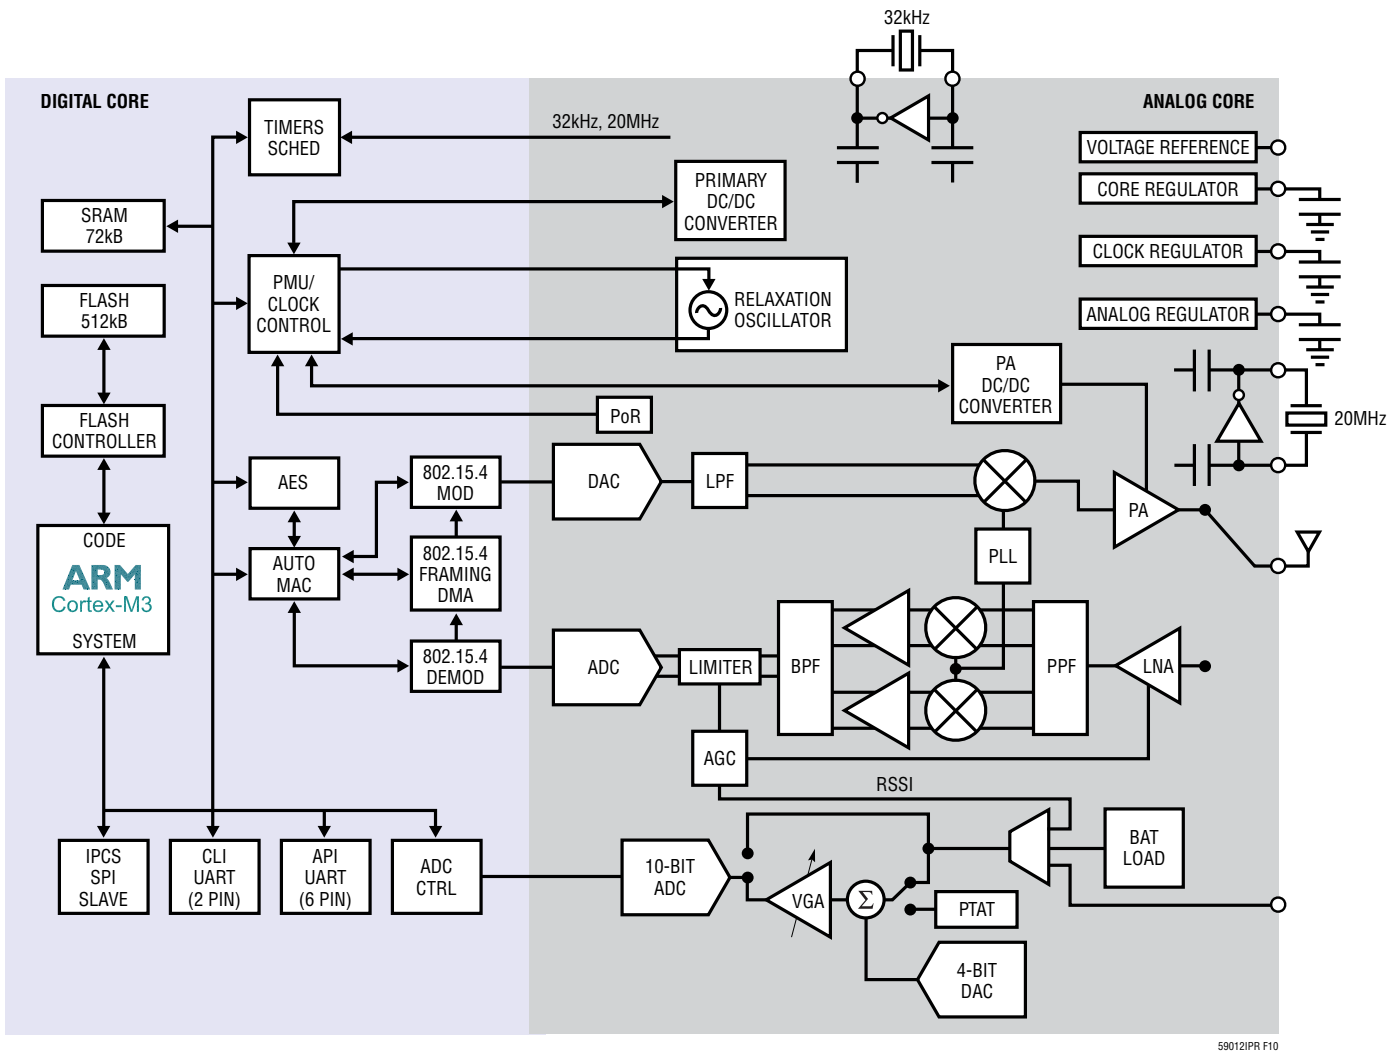 32kHz
DIGITAL CORE
ANALOG CORE
TIMERS
SCHED
32kHz, 20MHz
VOLTAGE REFERENCE
PRIMARY
DC/DC
CONVERTER
CORE REGULATOR
SRAM
72kB
CLOCK REGULATOR
PMU/
CLOCK
CONTROL
RELAXATION
OSCILLATOR
FLASH
512kB
ANALOG REGULATOR
PA
DC/DC
CONVERTER
PoR
FLASH
CONTROLLER
20MHz
AES
802.15.4
MOD
DAC
LPF
PA
CODE
ARM
Cortex-M3
SYSTEM
AUTO
MAC
802.15.4
FRAMING
DMA
PLL
802.15.4
DEMOD
ADC
LIMITER
BPF
PPF
LNA
AGC
RSSI
IPCS
SPI
SLAVE
CLI
UART
(2 PIN)
API
UART
(6 PIN)
ADC
CTRL
10-BIT
ADC
VGA
Σ
BAT
LOAD
PTAT
4-BIT
DAC
59012IPR F10